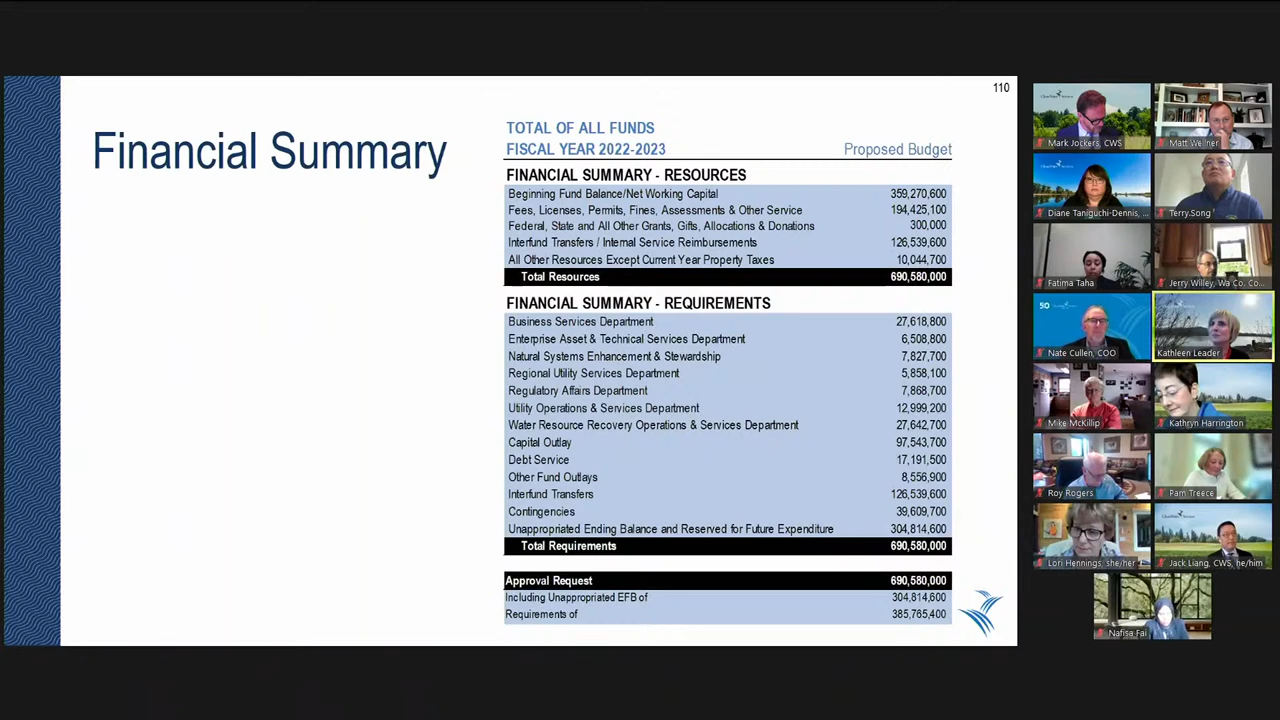 110
Financial Summary
TOTAL OF ALL FUNDS
FISCAL YEAR 2022-2023 Proposed Budget
FINANCIAL SUMMARY - RESOURCES
Beginning Fund Balance/Net Working Capital 359,270,600
Fees, Licenses, Permits, Fines, Assessments & Other Service 194,425,100
Federal, State and All Other Grants, Gifts, Allocations & Donations 300,000
Interfund Transfers / Internal Service Reimbursements 126,539,600
All Other Resources Except Current Year Property Taxes 10,044,700
Total Resources 690,580,000
FINANCIAL SUMMARY - REQUIREMENTS
Business Services Department 27,618,800
Enterprise Asset & Technical Services Department 6,508,800
Natural Systems Enhancement & Stewardship 7,827,700
Regional Utility Services Department 5,858,100
Regulatory Affairs Department 7,868,700
Utility Operations & Services Department 12,999,200
Water Resource Recovery Operations & Services Department 27,642,700
Capital Outlay 97,543,700
Debt Service 17,191,500
Other Fund Outlays 8,556,900
Interfund Transfers 126,539,600
Contingencies 39,609,700
Unappropriated Ending Balance and Reserved for Future Expenditure 304,814,600
Total Requirements 690,580,000
Approval Request 690,580,000
Including Unappropriated EFB of 304,814,600
Requirements of 385,765,400
Mark Jockers, CWS
Matt Wellner
Diane Taniguchi-Dennis, ...
Terry.Song
Fatima Taha
Jerry Willey, Wa Co. Co...
Nate Cullen, COO
Kathleen Leader
Mike McKillip
Kathryn Harrington
Roy Rogers
Pam Treece
Lori Hennings, she/her
Jack Liang, CWS, he/him
Nafisa Fai